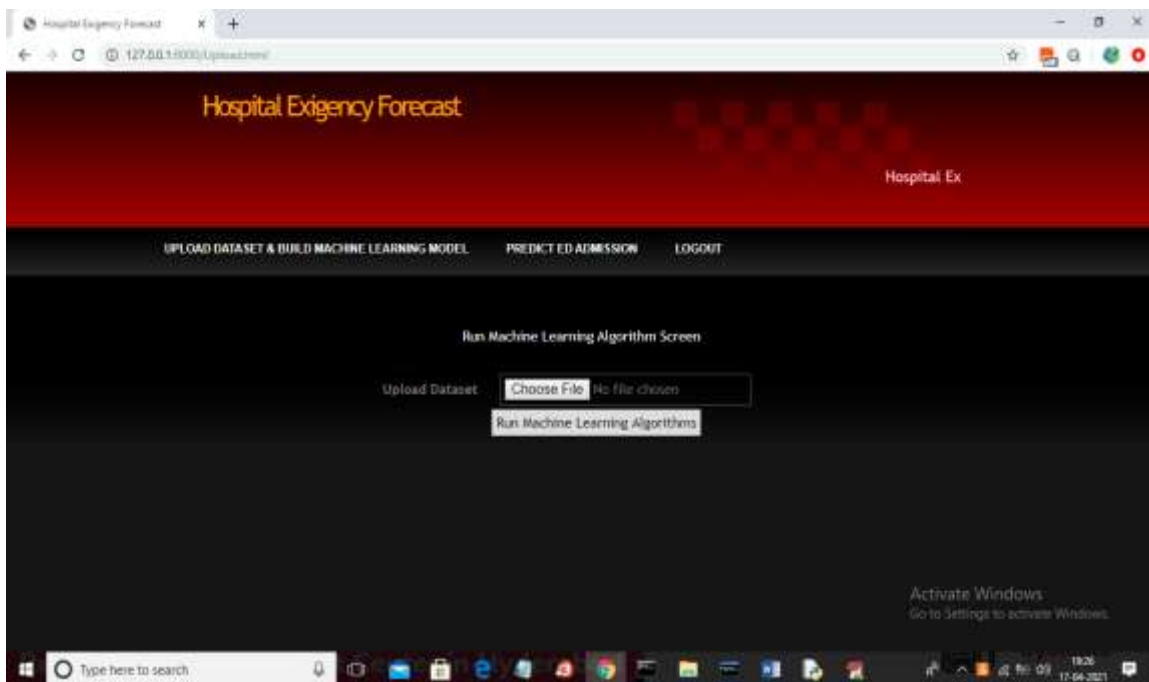 Hospital Exigency Forecast
127.0.0.1:8000/Upload.html
Hospital Exigency Forecast
Hospital Ex
UPLOAD DATASET & BUILD MACHINE LEARNING MODEL PREDICT ED ADMISSION LOGOUT
Run Machine Learning Algorithm Screen
Upload Dataset Choose File No file chosen
Run Machine Learning Algorithms
Activate Windows
Go to Settings to activate Windows.
Type here to search
19:26
17-04-2021